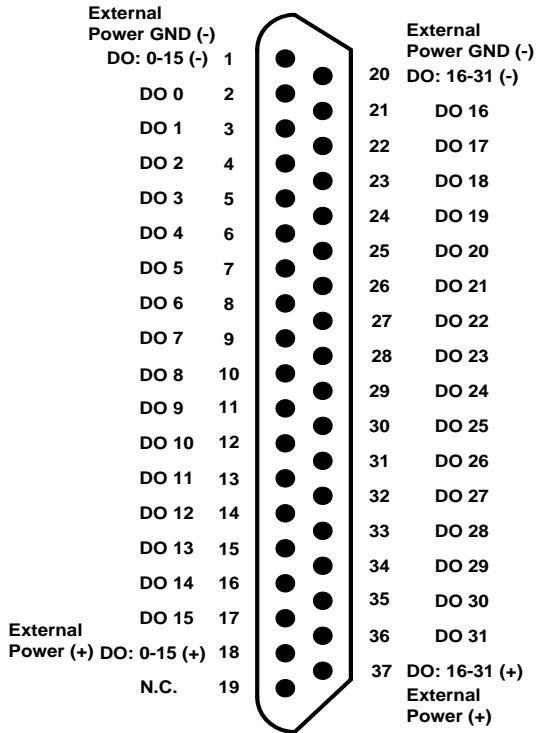 External
Power GND (-)
DO: 0-15 (-) 1
DO 0 2
DO 1 3
DO 2 4
DO 3 5
DO 4 6
DO 5 7
DO 6 8
DO 7 9
DO 8 10
DO 9 11
DO 10 12
DO 11 13
DO 12 14
DO 13 15
DO 14 16
DO 15 17
External
Power (+) DO: 0-15 (+) 18
N.C. 19
External
Power GND (-)
20 DO: 16-31 (-)
21 DO 16
22 DO 17
23 DO 18
24 DO 19
25 DO 20
26 DO 21
27 DO 22
28 DO 23
29 DO 24
30 DO 25
31 DO 26
32 DO 27
33 DO 28
34 DO 29
35 DO 30
36 DO 31
37 DO: 16-31 (+)
External
Power (+)